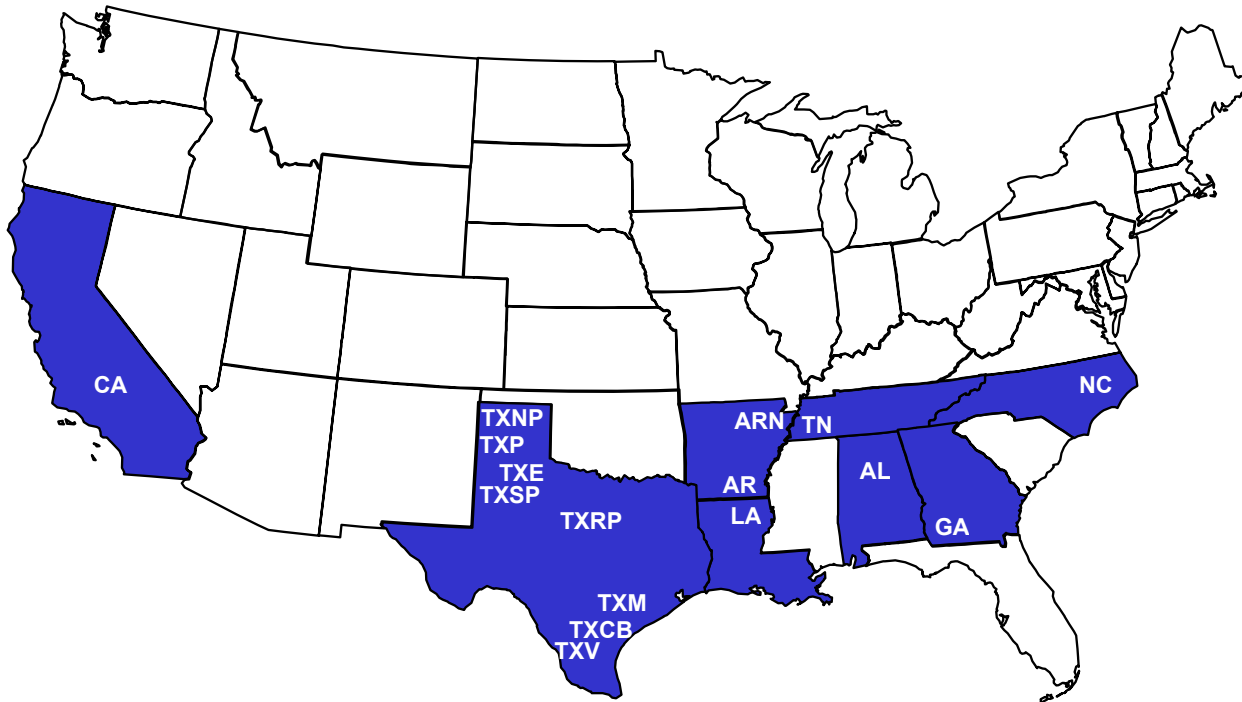 CA
NC
TXNP
ARN
TN
TXP
TXE
AL
TXSP
AR
LA
TXRP
GA
TXM
TXCB
TXV